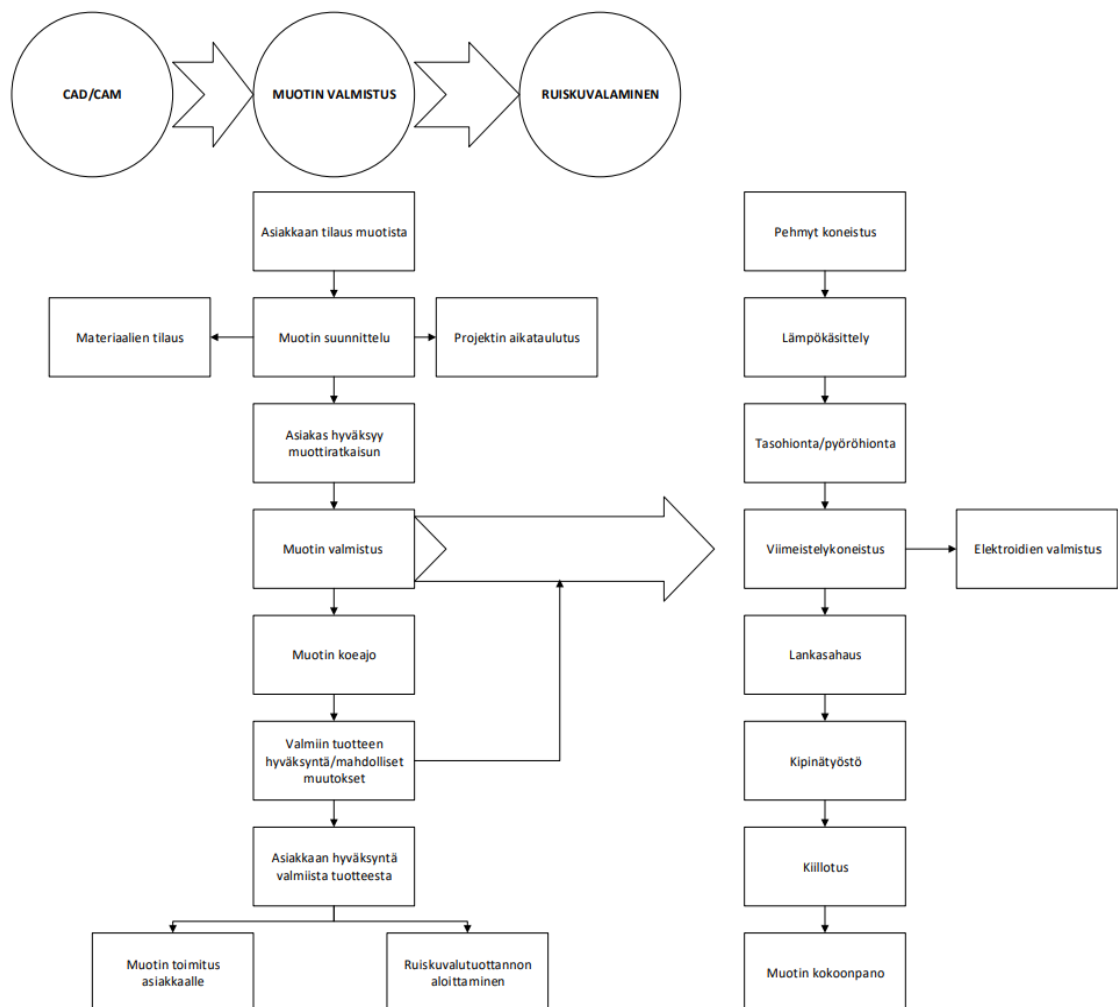 CAD/CAM
MUOTIN VALMISTUS
RUISKUVALAMINEN
Asiakkaan tilaus muotista
Materiaalien tilaus
Muotin suunnittelu
Projektin aikataulutus
Asiakas hyväksyy
muottiratkaisun
Muotin valmistus
Muotin koeajo
Valmiin tuotteen
hyväksyntä/mahdolliset
muutokset
Asiakkaan hyväksyntä
valmiista tuotteesta
Muotin toimitus
asiakkaalle
Ruiskuvalutuottannon
aloittaminen
Pehmyt koneistus
Lämpökäsittely
Tasohionta/pyöröhionta
Viimeistelykoneistus
Elektroidien valmistus
Lankasahaus
Kipinätyöstö
Kiillotus
Muotin kokoonpano